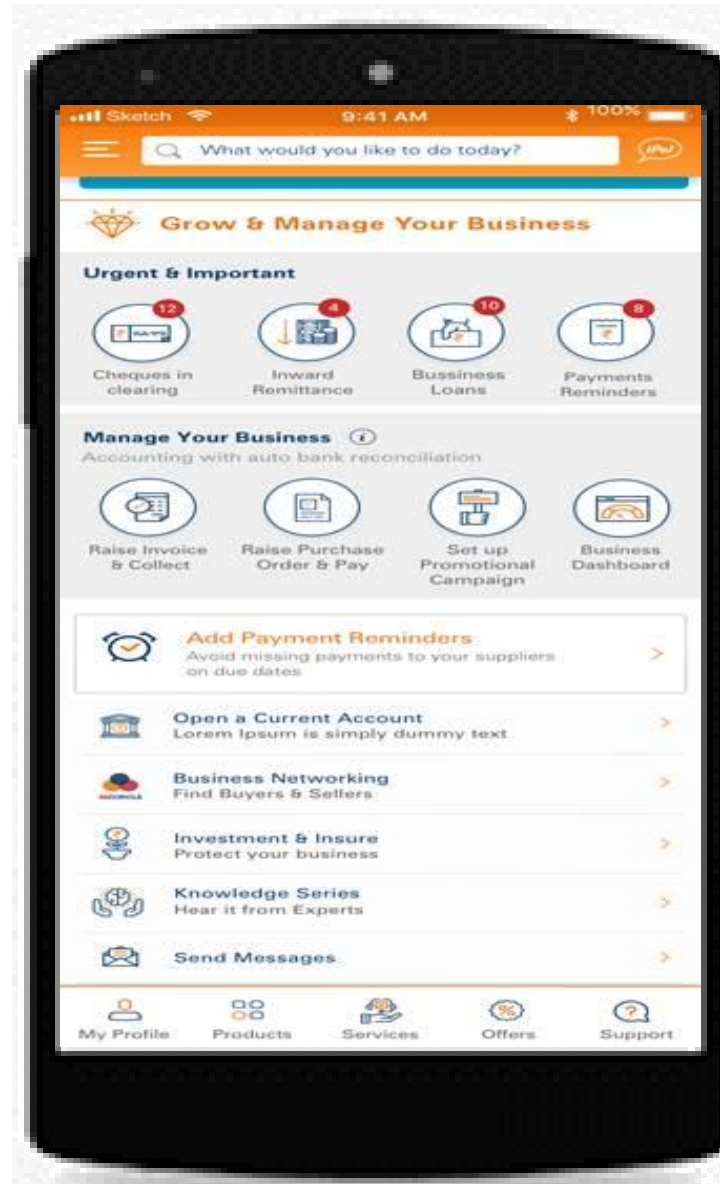 Sketch 9:41 AM 100%
What would you like to do today? iPal
Grow & Manage Your Business
Urgent & Important
12 4 10 8
Cheques in Inward Bussiness Payments
clearing Remittance Loans Reminders
Manage Your Business i
Accounting with auto bank reconciliation
Raise Invoice Raise Purchase Set up Business
& Collect Order & Pay Promotional Dashboard
Campaign
Add Payment Reminders
Avoid missing payments to your suppliers
on due dates
Open a Current Account
Lorem Ipsum is simply dummy text
Business Networking
Find Buyers & Sellers
Investment & Insure
Protect your business
Knowledge Series
Hear it from Experts
Send Messages
My Profile Products Services Offers Support